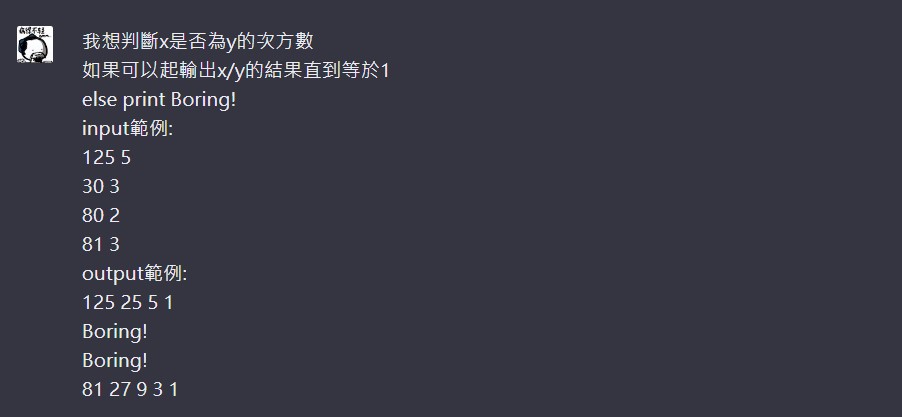 我想判斷x是否為y的次方數
如果可以起輸出x/y的結果直到等於1
else print Boring!
input範例:
125 5
30 3
80 2
81 3
output範例:
125 25 5 1
Boring!
Boring!
81 27 9 3 1